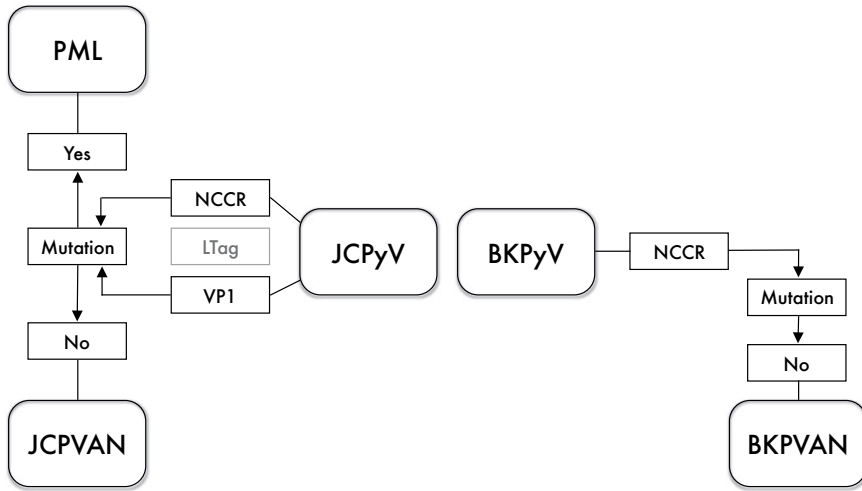 PML
Yes
NCCR
Mutation
LTag
JCPyV
BKPyV
NCCR
VP1
Mutation
No
No
JCPVAN
BKPVAN